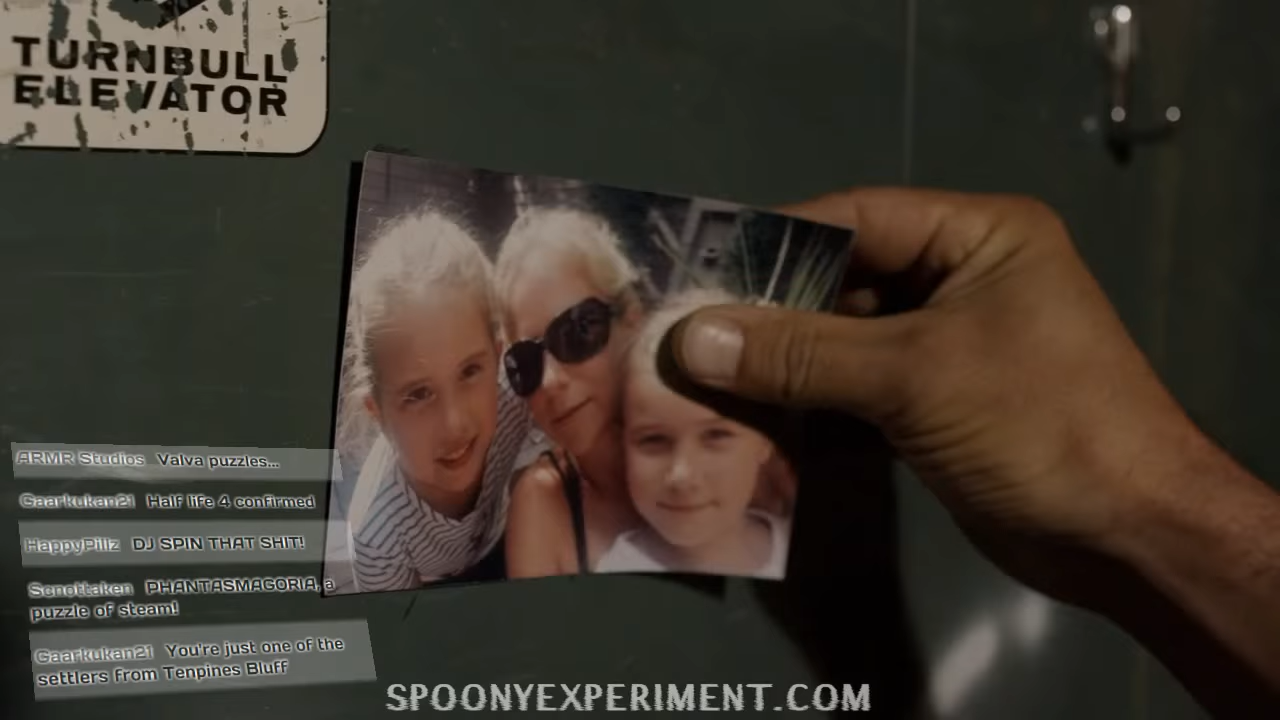 TURNBULL
ELEVATOR
ARMR Studios Valva puzzles...
Gaarkukan21 Half life 4 confirmed
HappyPillz DJ SPIN THAT SHIT!
Scnottaken PHANTASMAGORIA, a
puzzle of steam!
Gaarkukan21 You're just one of the
settlers from Tenpines Bluff
SPOONYEXPERIMENT.COM